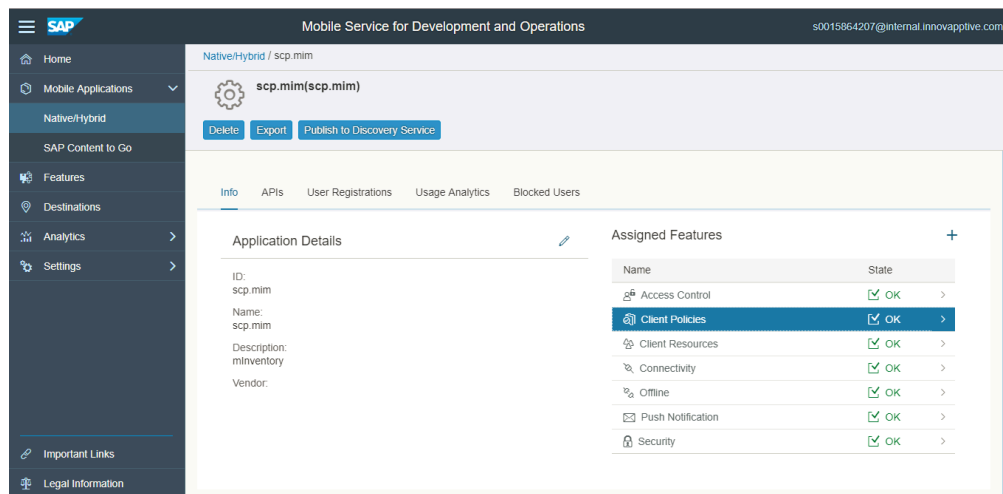 SAP Mobile Service for Development and Operations s0015864207@internal.innovapptive.com
Home
Mobile Applications
Native/Hybrid
SAP Content to Go
Features
Destinations
Analytics
Settings
Important Links
Legal Information
Native/Hybrid / scp.mim
scp.mim(scp.mim)
Delete Export Publish to Discovery Service
Info APIs User Registrations Usage Analytics Blocked Users
Application Details
ID:
scp.mim
Name:
scp.mim
Description:
mInventory
Vendor:
Assigned Features
Name State
Access Control OK
Client Policies OK
Client Resources OK
Connectivity OK
Offline OK
Push Notification OK
Security OK